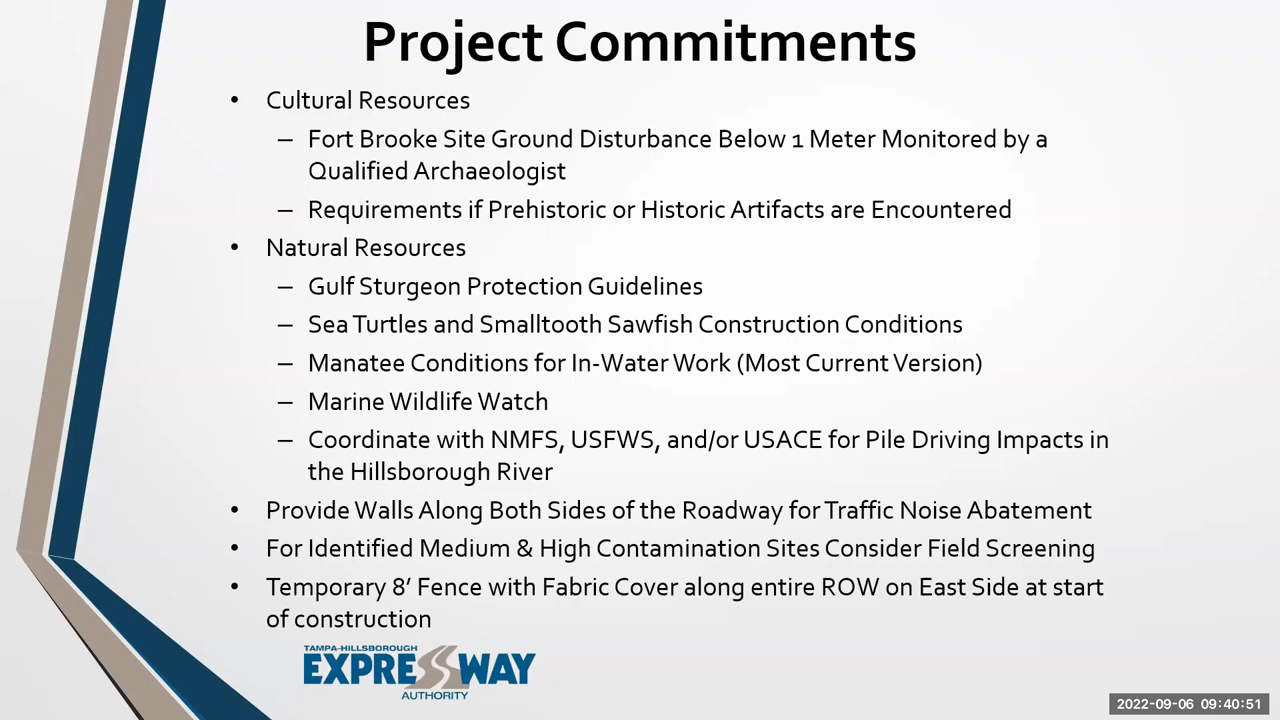 Project Commitments
• Cultural Resources
– Fort Brooke Site Ground Disturbance Below 1 Meter Monitored by a
Qualified Archaeologist
– Requirements if Prehistoric or Historic Artifacts are Encountered
• Natural Resources
– Gulf Sturgeon Protection Guidelines
– Sea Turtles and Smalltooth Sawfish Construction Conditions
– Manatee Conditions for In-Water Work (Most Current Version)
– Marine Wildlife Watch
– Coordinate with NMFS, USFWS, and/or USACE for Pile Driving Impacts in
the Hillsborough River
• Provide Walls Along Both Sides of the Roadway for Traffic Noise Abatement
• For Identified Medium & High Contamination Sites Consider Field Screening
• Temporary 8’ Fence with Fabric Cover along entire ROW on East Side at start
of construction
TAMPA-HILLSBOROUGH
EXPRESSWAY
AUTHORITY
2022-09-06 09:40:51